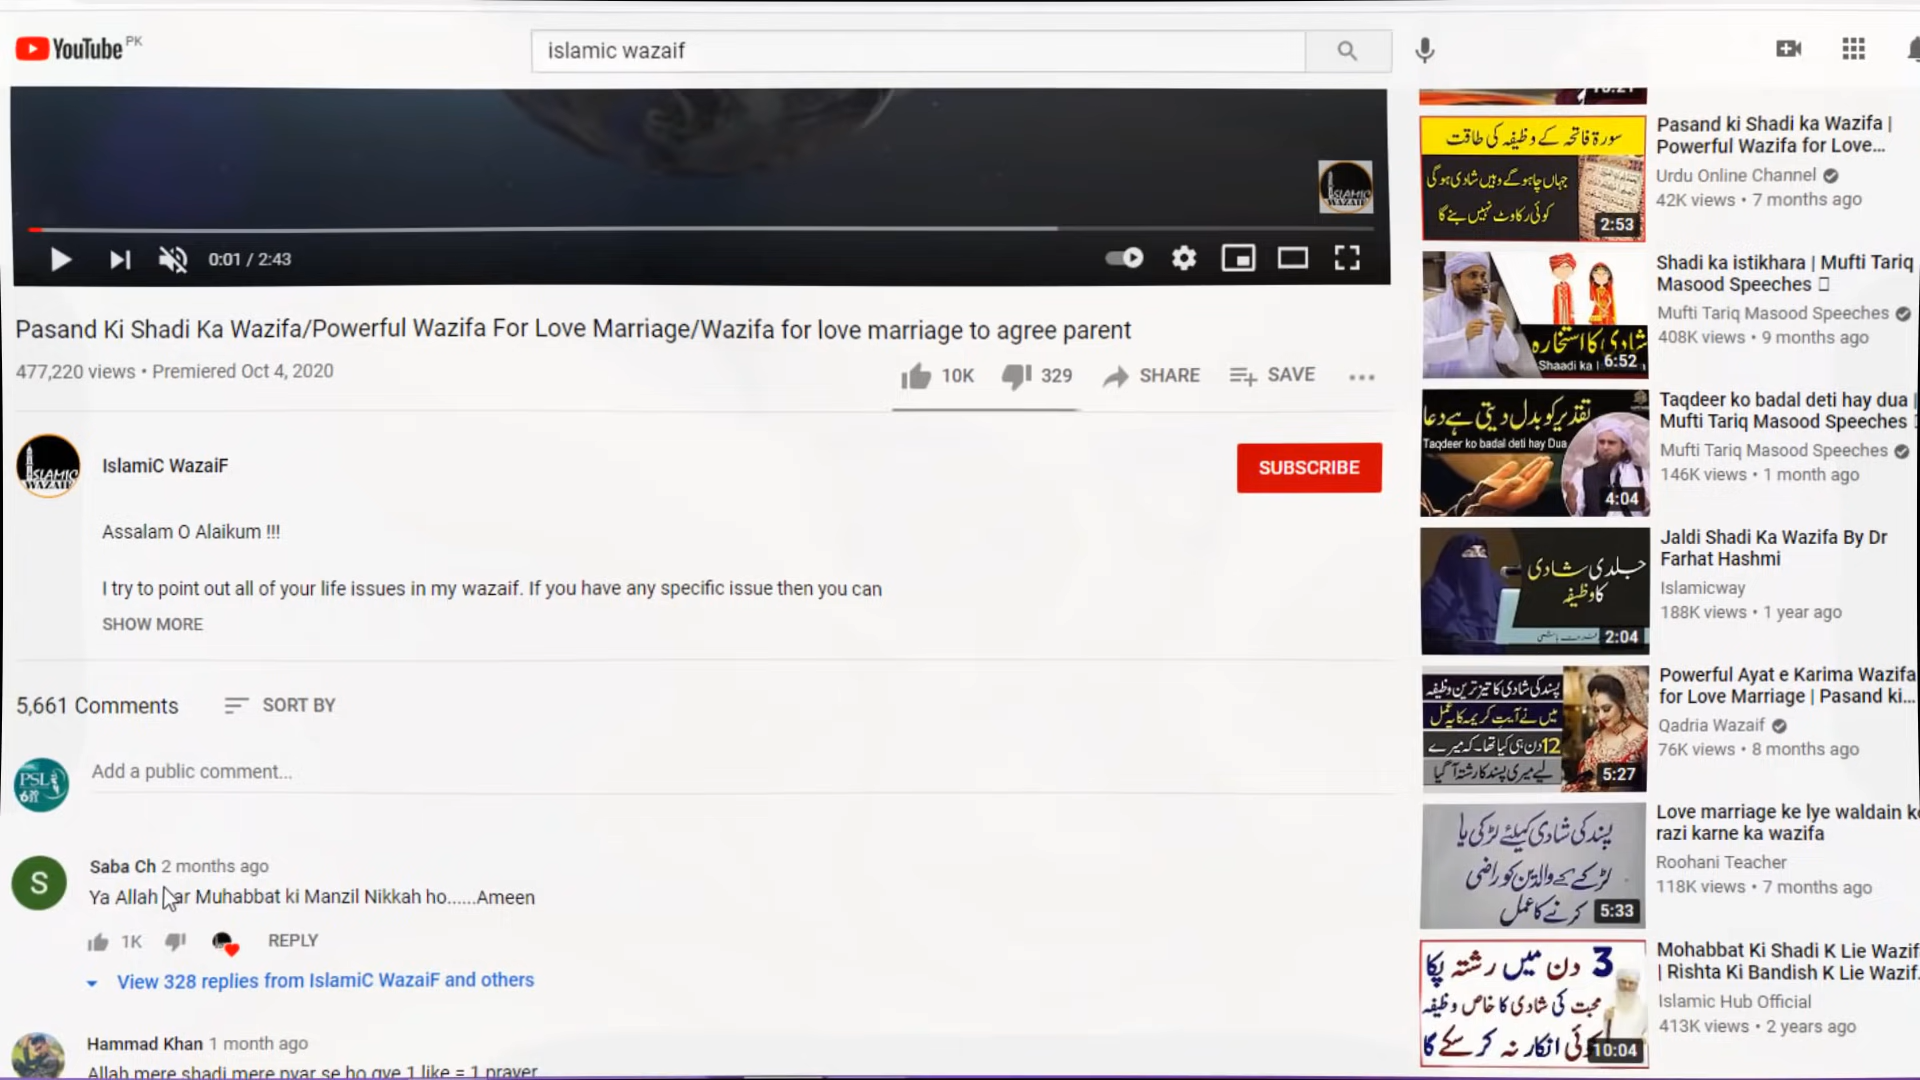 YouTube PK
islamic wazaif
ISLAMIC
WAZAIF
0:01 / 2:43
Pasand Ki Shadi Ka Wazifa/Powerful Wazifa For Love Marriage/Wazifa for love marriage to agree parent
477,220 views • Premiered Oct 4, 2020
10K
329
SHARE
SAVE
ISLAMIC
WAZAIF
IslamiC WazaiF
SUBSCRIBE
Assalam O Alaikum !!!
I try to point out all of your life issues in my wazaif. If you have any specific issue then you can
SHOW MORE
5,661 Comments
SORT BY
PSL
Add a public comment...
S
Saba Ch 2 months ago
Ya Allah ar Muhabbat ki Manzil Nikkah ho......Ameen
1K
REPLY
View 328 replies from IslamiC WazaiF and others
Hammad Khan 1 month ago
Allah mere shadi mere pyar se ho gye 1 like = 1 prayer
سورۃ فاتحہ کے وظیفہ کی طاقت
جہاں چاہو گے وہیں شادی ہو گی
کوئی رکاوٹ نہیں بنے گا
2:53
Pasand ki Shadi ka Wazifa |
Powerful Wazifa for Love...
Urdu Online Channel
42K views • 7 months ago
شادی کا استخارہ
Shaadi ka
6:52
Shadi ka istikhara | Mufti Tariq
Masood Speeches
Mufti Tariq Masood Speeches
408K views • 9 months ago
تقدیر کو بدل دیتی ہے دعا
Taqdeer ko badal deti hay Dua
4:04
Taqdeer ko badal deti hay dua |
Mufti Tariq Masood Speeches
Mufti Tariq Masood Speeches
146K views • 1 month ago
جلدی شادی
کا وظیفہ
2:04
Jaldi Shadi Ka Wazifa By Dr
Farhat Hashmi
Islamicway
188K views • 1 year ago
پسند کی شادی کا تیز ترین وظیفہ
میں نے آیت کریمہ کا یہ عمل
12 دن ہی کیا تھا۔ کہ میرے
لیے میری پسند کا رشتہ آ گیا
5:27
Powerful Ayat e Karima Wazifa
for Love Marriage | Pasand ki...
Qadria Wazaif
76K views • 8 months ago
پسند کی شادی کیلئے لڑکی یا
لڑکے کے والدین کو راضی
کرنے کا عمل
5:33
Love marriage ke lye waldain k
razi karne ka wazifa
Roohani Teacher
118K views • 7 months ago
3 دن میں رشتہ پکا
محبت کی شادی کا خاص وظیفہ
کوئی انکار نہ کر سکے گا
10:04
Mohabbat Ki Shadi K Lie Wazif
| Rishta Ki Bandish K Lie Wazif.
Islamic Hub Official
413K views • 2 years ago